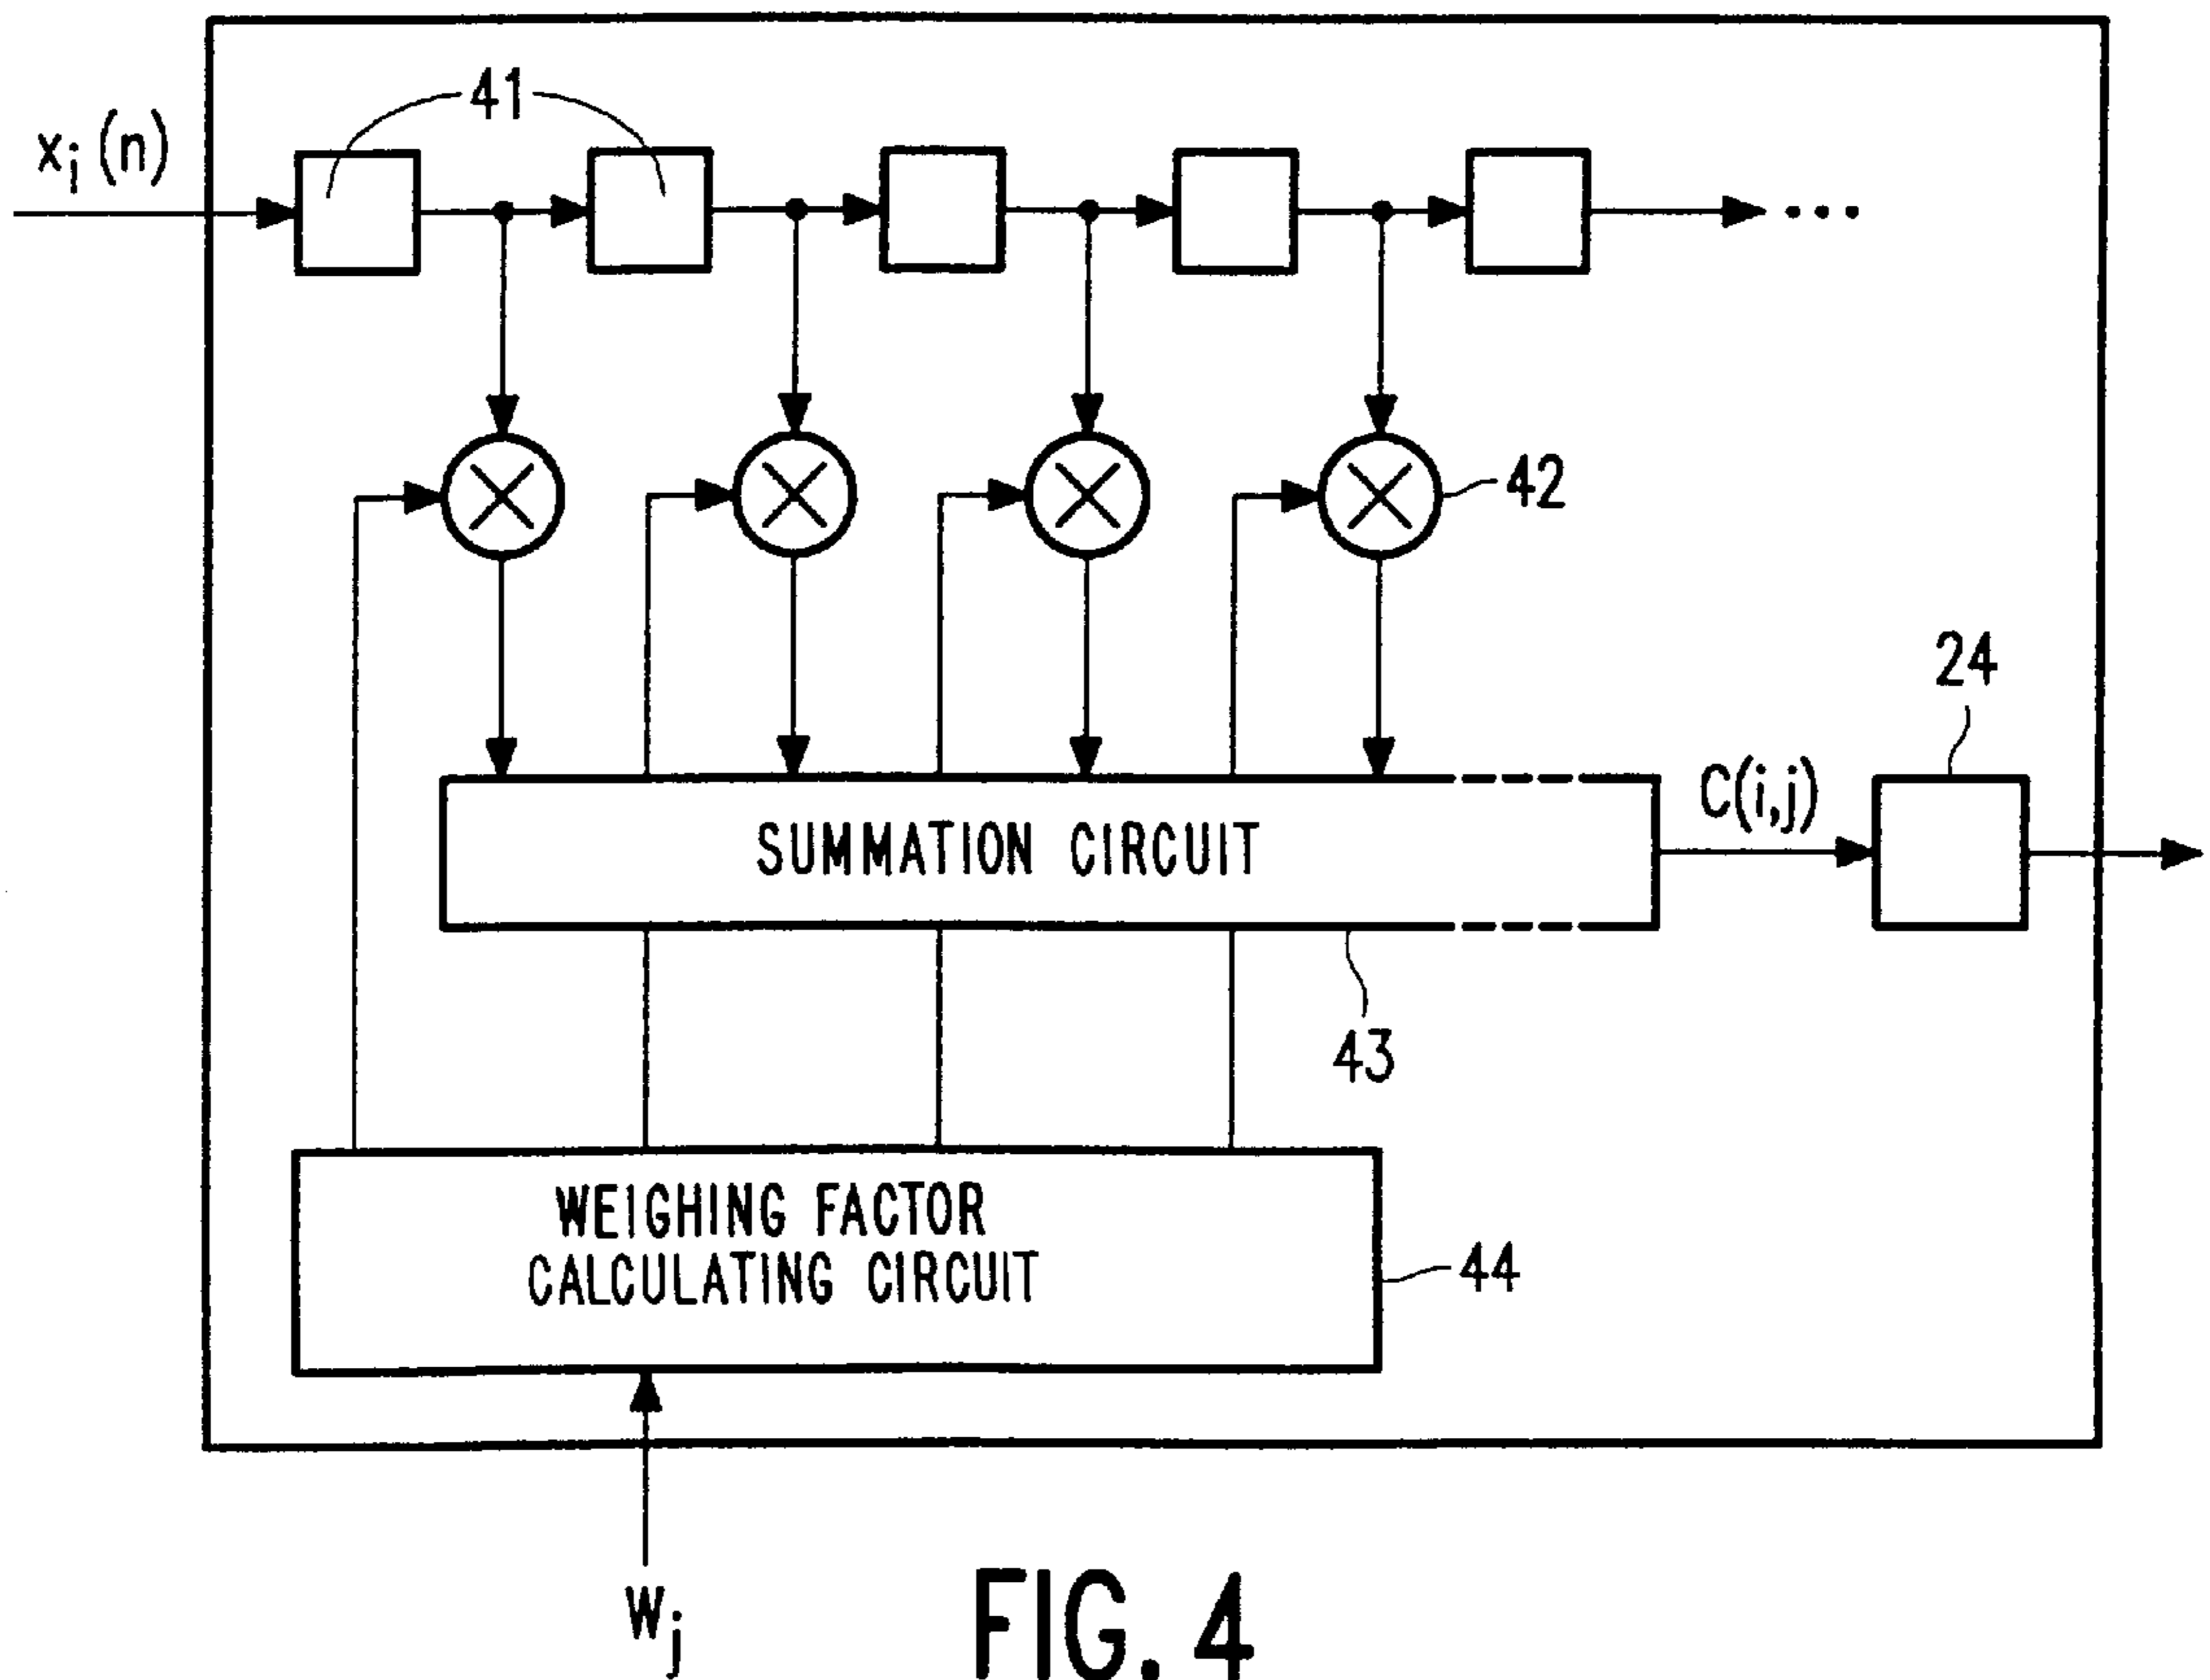 41
xi(n)
42
24
C(i,j)
SUMMATION CIRCUIT
43
WEIGHING FACTOR
CALCULATING CIRCUIT
44
Wj
FIG. 4